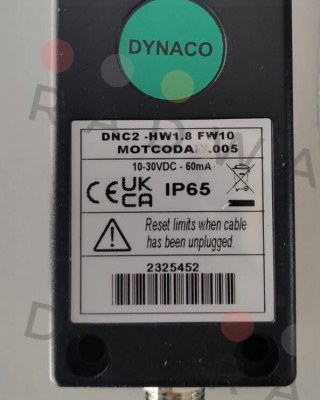 DYNACO
DNC2 -HW1.8 FW10
MOTCODA .005
10-30VDC - 60mA
CE UK CA IP65
Reset limits when cable
has been unplugged.
2325452